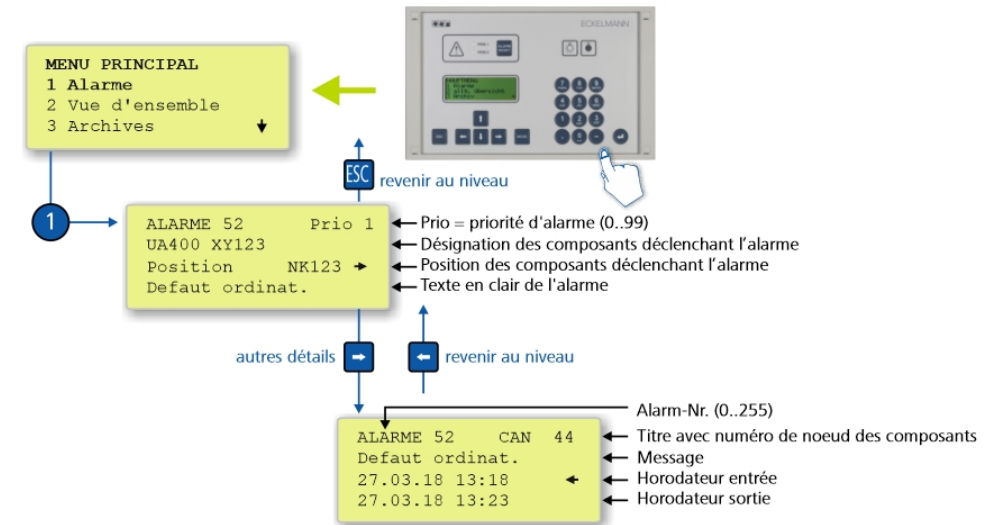 ECKELMANN
MENU PRINCIPAL
1 Alarme
2 Vue d'ensemble
3 Archives
HAUPTMENÜ
ESC
revenir au niveau
1
ALARME 52 Prio 1
UA400 XY123
Position NK123
Defaut ordinat.
Prio = priorité d'alarme (0..99)
Désignation des composants déclenchant l'alarme
Position des composants déclenchant l'alarme
Texte en clair de l'alarme
autres détails
revenir au niveau
ALARME 52 CAN 44
Defaut ordinat.
27.03.18 13:18
27.03.18 13:23
Alarm-Nr. (0..255)
Titre avec numéro de noeud des composants
Message
Horodateur entrée
Horodateur sortie